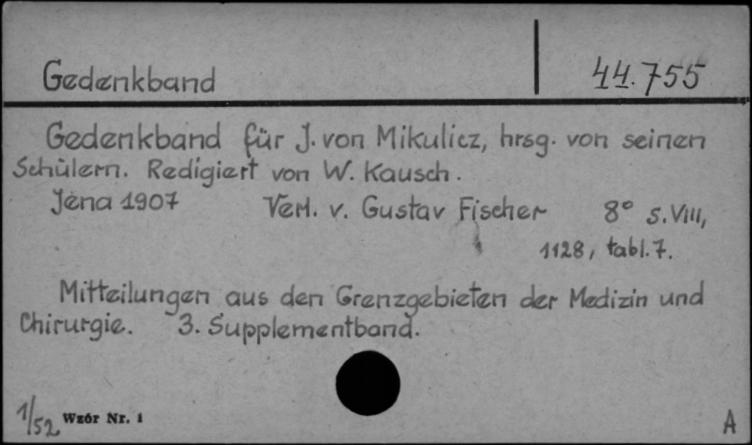 Gedenkband
44.755
Gedenkband für J. von Mikulicz, hrsg. von seinen
Schülern. Redigiert von W. Kausch.
Jena 1907 Verl. v. Gustav Fischer 8° S. VIII,
1128, tabl. 7.
Mitteilungen aus den Grenzgebieten der Medizin und
Chirurgie. 3. Supplementband.
1/52 Wzór Nr. 1
A